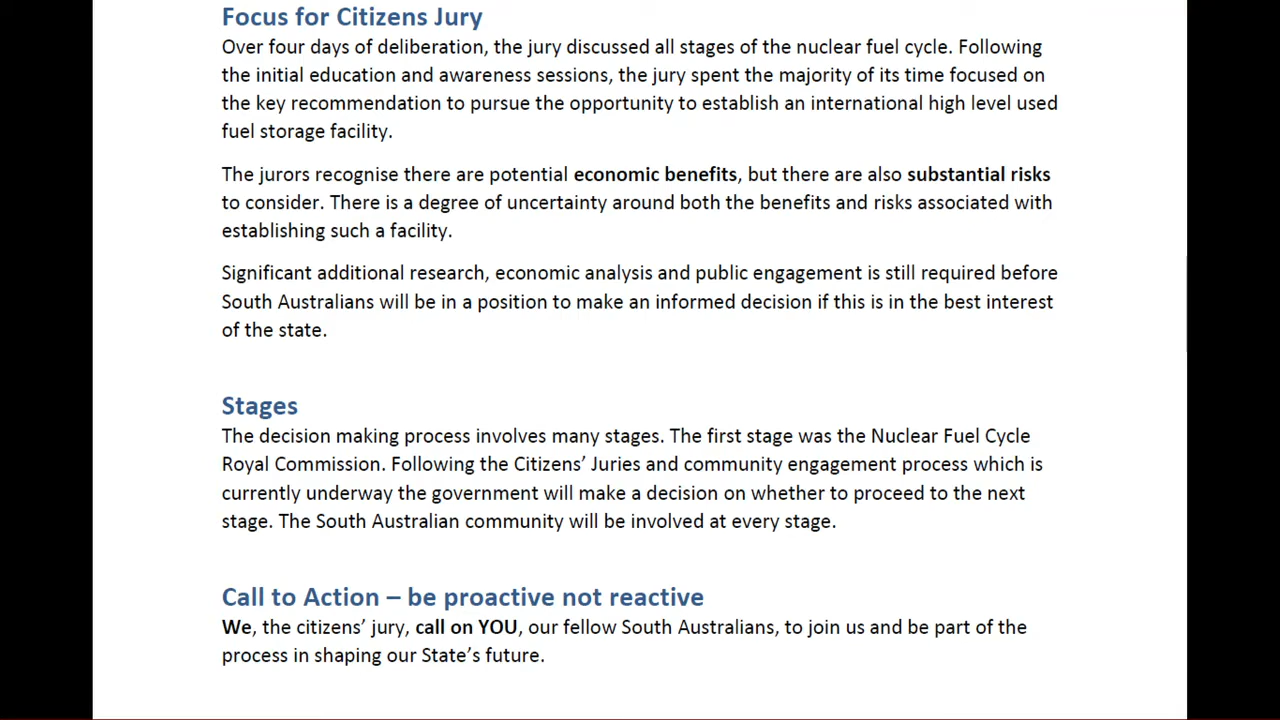 Focus for Citizens Jury
Over four days of deliberation, the jury discussed all stages of the nuclear fuel cycle. Following
the initial education and awareness sessions, the jury spent the majority of its time focused on
the key recommendation to pursue the opportunity to establish an international high level used
fuel storage facility.
The jurors recognise there are potential economic benefits, but there are also substantial risks
to consider. There is a degree of uncertainty around both the benefits and risks associated with
establishing such a facility.
Significant additional research, economic analysis and public engagement is still required before
South Australians will be in a position to make an informed decision if this is in the best interest
of the state.
Stages
The decision making process involves many stages. The first stage was the Nuclear Fuel Cycle
Royal Commission. Following the Citizens’ Juries and community engagement process which is
currently underway the government will make a decision on whether to proceed to the next
stage. The South Australian community will be involved at every stage.
Call to Action – be proactive not reactive
We, the citizens’ jury, call on YOU, our fellow South Australians, to join us and be part of the
process in shaping our State’s future.